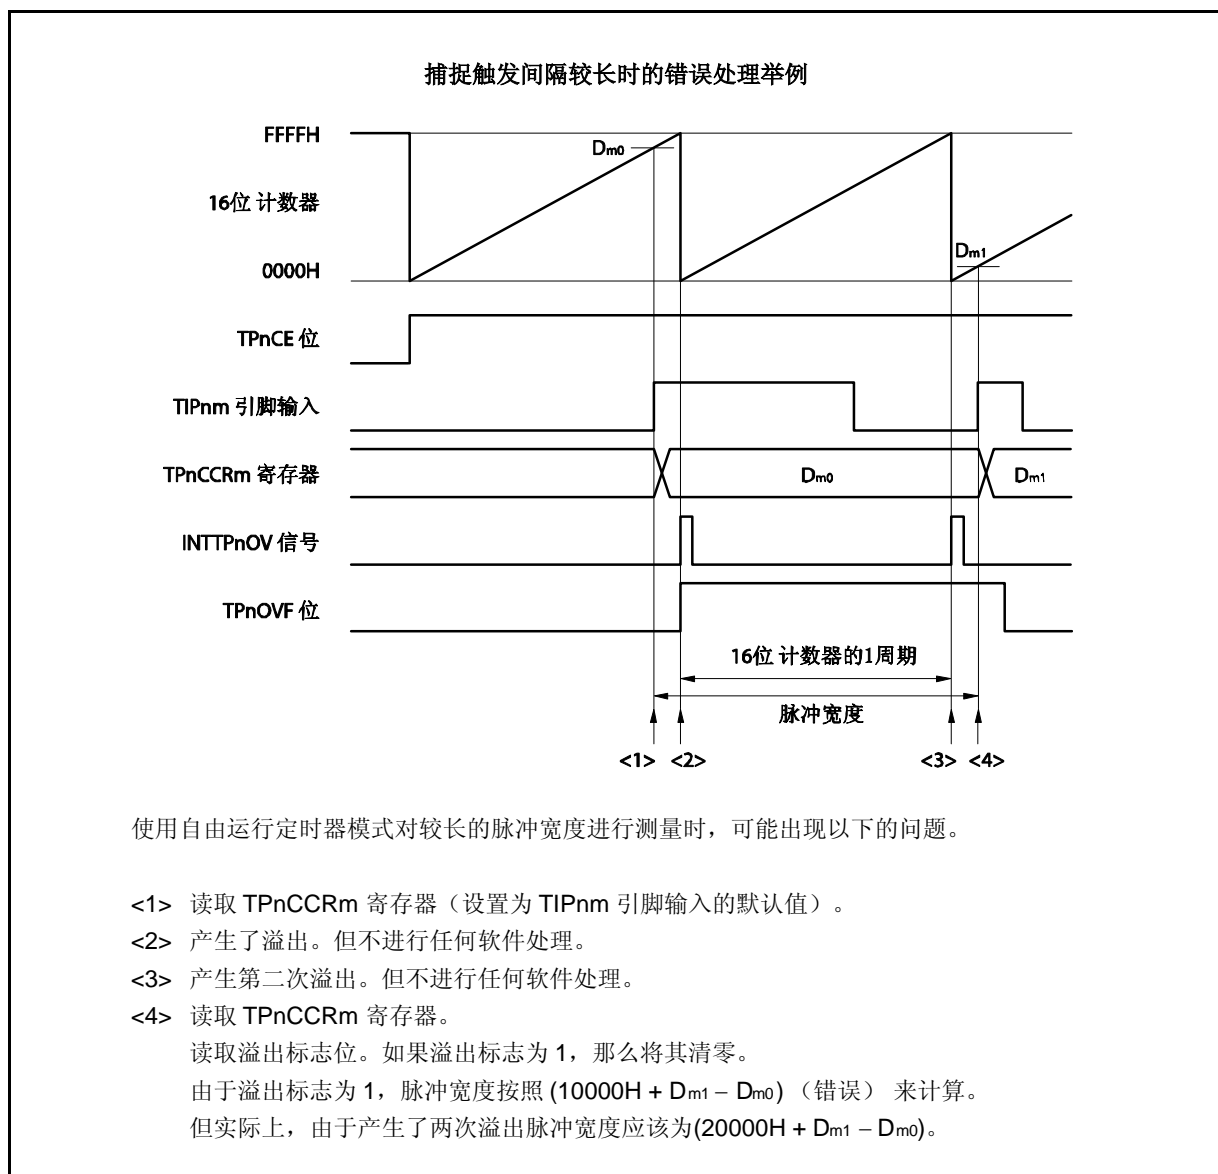 捕捉触发间隔较长时的错误处理举例
FFFFH
Dm0
16位 计数器
Dm1
0000H
TPnCE 位
TIPnm 引脚输入
TPnCCRm 寄存器
Dm0
Dm1
INTTPnOV 信号
TPnOVF 位
16位 计数器的1周期
脉冲宽度
<1> <2> <3> <4>
使用自由运行定时器模式对较长的脉冲宽度进行测量时，可能出现以下的问题。
<1> 读取 TPnCCRm 寄存器（设置为 TIPnm 引脚输入的默认值）。
<2> 产生了溢出。但不进行任何软件处理。
<3> 产生第二次溢出。但不进行任何软件处理。
<4> 读取 TPnCCRm 寄存器。
读取溢出标志位。如果溢出标志为 1，那么将其清零。
由于溢出标志为 1，脉冲宽度按照 (10000H + Dm1 – Dm0) （错误） 来计算。
但实际上，由于产生了两次溢出脉冲宽度应该为(20000H + Dm1 – Dm0)。